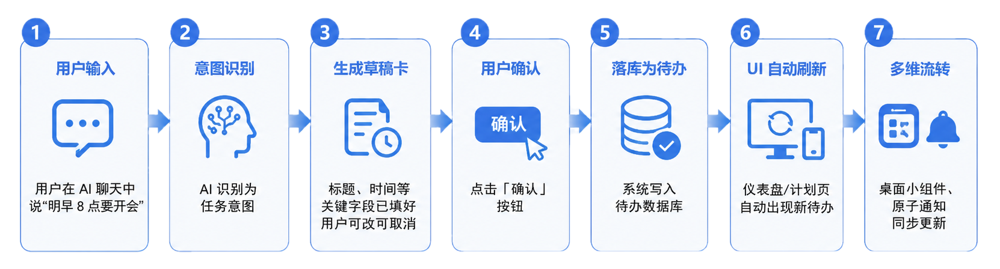 1
用户输入
用户在 AI 聊天中
说“明早 8 点要开会”
2
意图识别
AI 识别为
任务意图
3
生成草稿卡
标题、时间等
关键字段已填好
用户可改可取消
4
用户确认
确认
点击「确认」
按钮
5
落库为待办
系统写入
待办数据库
6
UI 自动刷新
仪表盘/计划页
自动出现新待办
7
多维流转
桌面小组件、
原子通知
同步更新